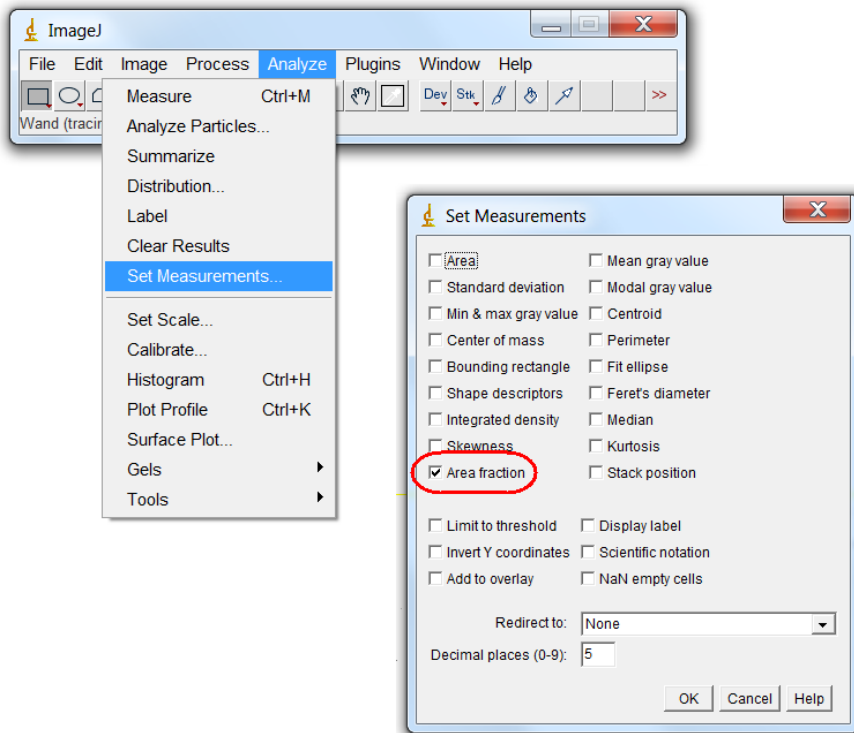 ImageJ
File Edit Image Process Analyze Plugins Window Help
Dev Stk >>
Wand (tracin
Measure Ctrl+M
Analyze Particles...
Summarize
Distribution...
Label
Clear Results
Set Measurements...
Set Scale...
Calibrate...
Histogram Ctrl+H
Plot Profile Ctrl+K
Surface Plot...
Gels
Tools
Set Measurements
Area Mean gray value
Standard deviation Modal gray value
Min & max gray value Centroid
Center of mass Perimeter
Bounding rectangle Fit ellipse
Shape descriptors Feret's diameter
Integrated density Median
Skewness Kurtosis
Area fraction Stack position
Limit to threshold Display label
Invert Y coordinates Scientific notation
Add to overlay NaN empty cells
Redirect to: None
Decimal places (0-9): 5
OK Cancel Help